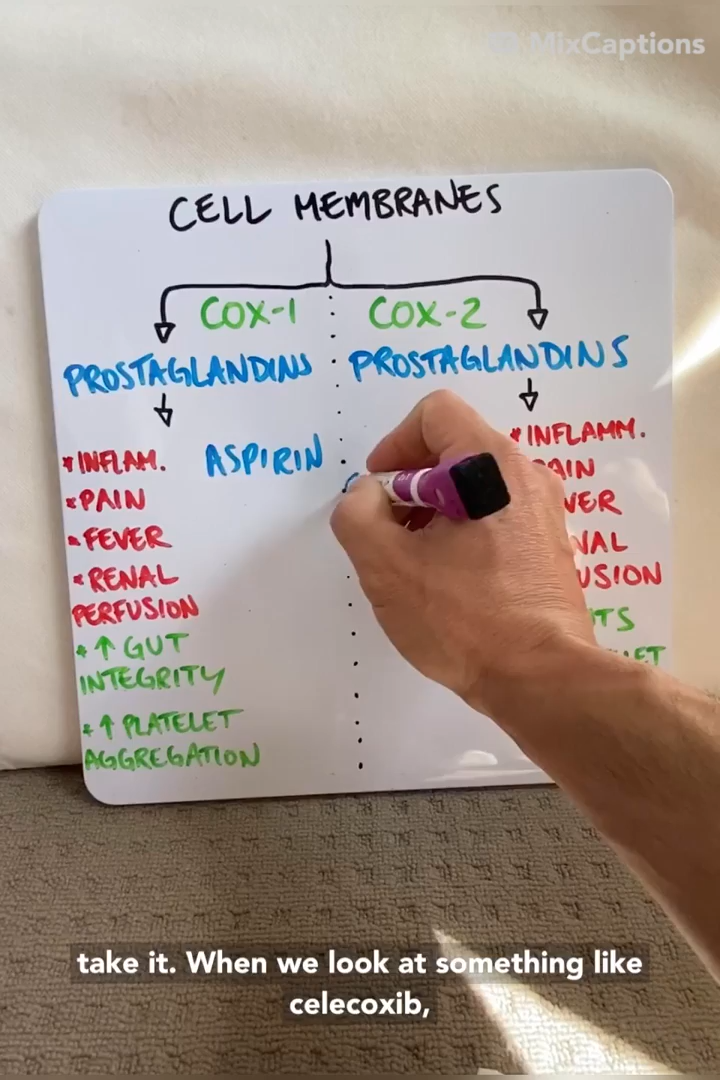 MixCaptions
CELL MEMBRANES
COX-1
COX-2
PROSTAGLANDINS
PROSTAGLANDINS
* INFLAM.
* PAIN
* FEVER
* RENAL
PERFUSION
* ↑ GUT
INTEGRITY
* ↑ PLATELET
AGGREGATION
ASPIRIN
* INFLAMM.
take it. When we look at something like
celecoxib,